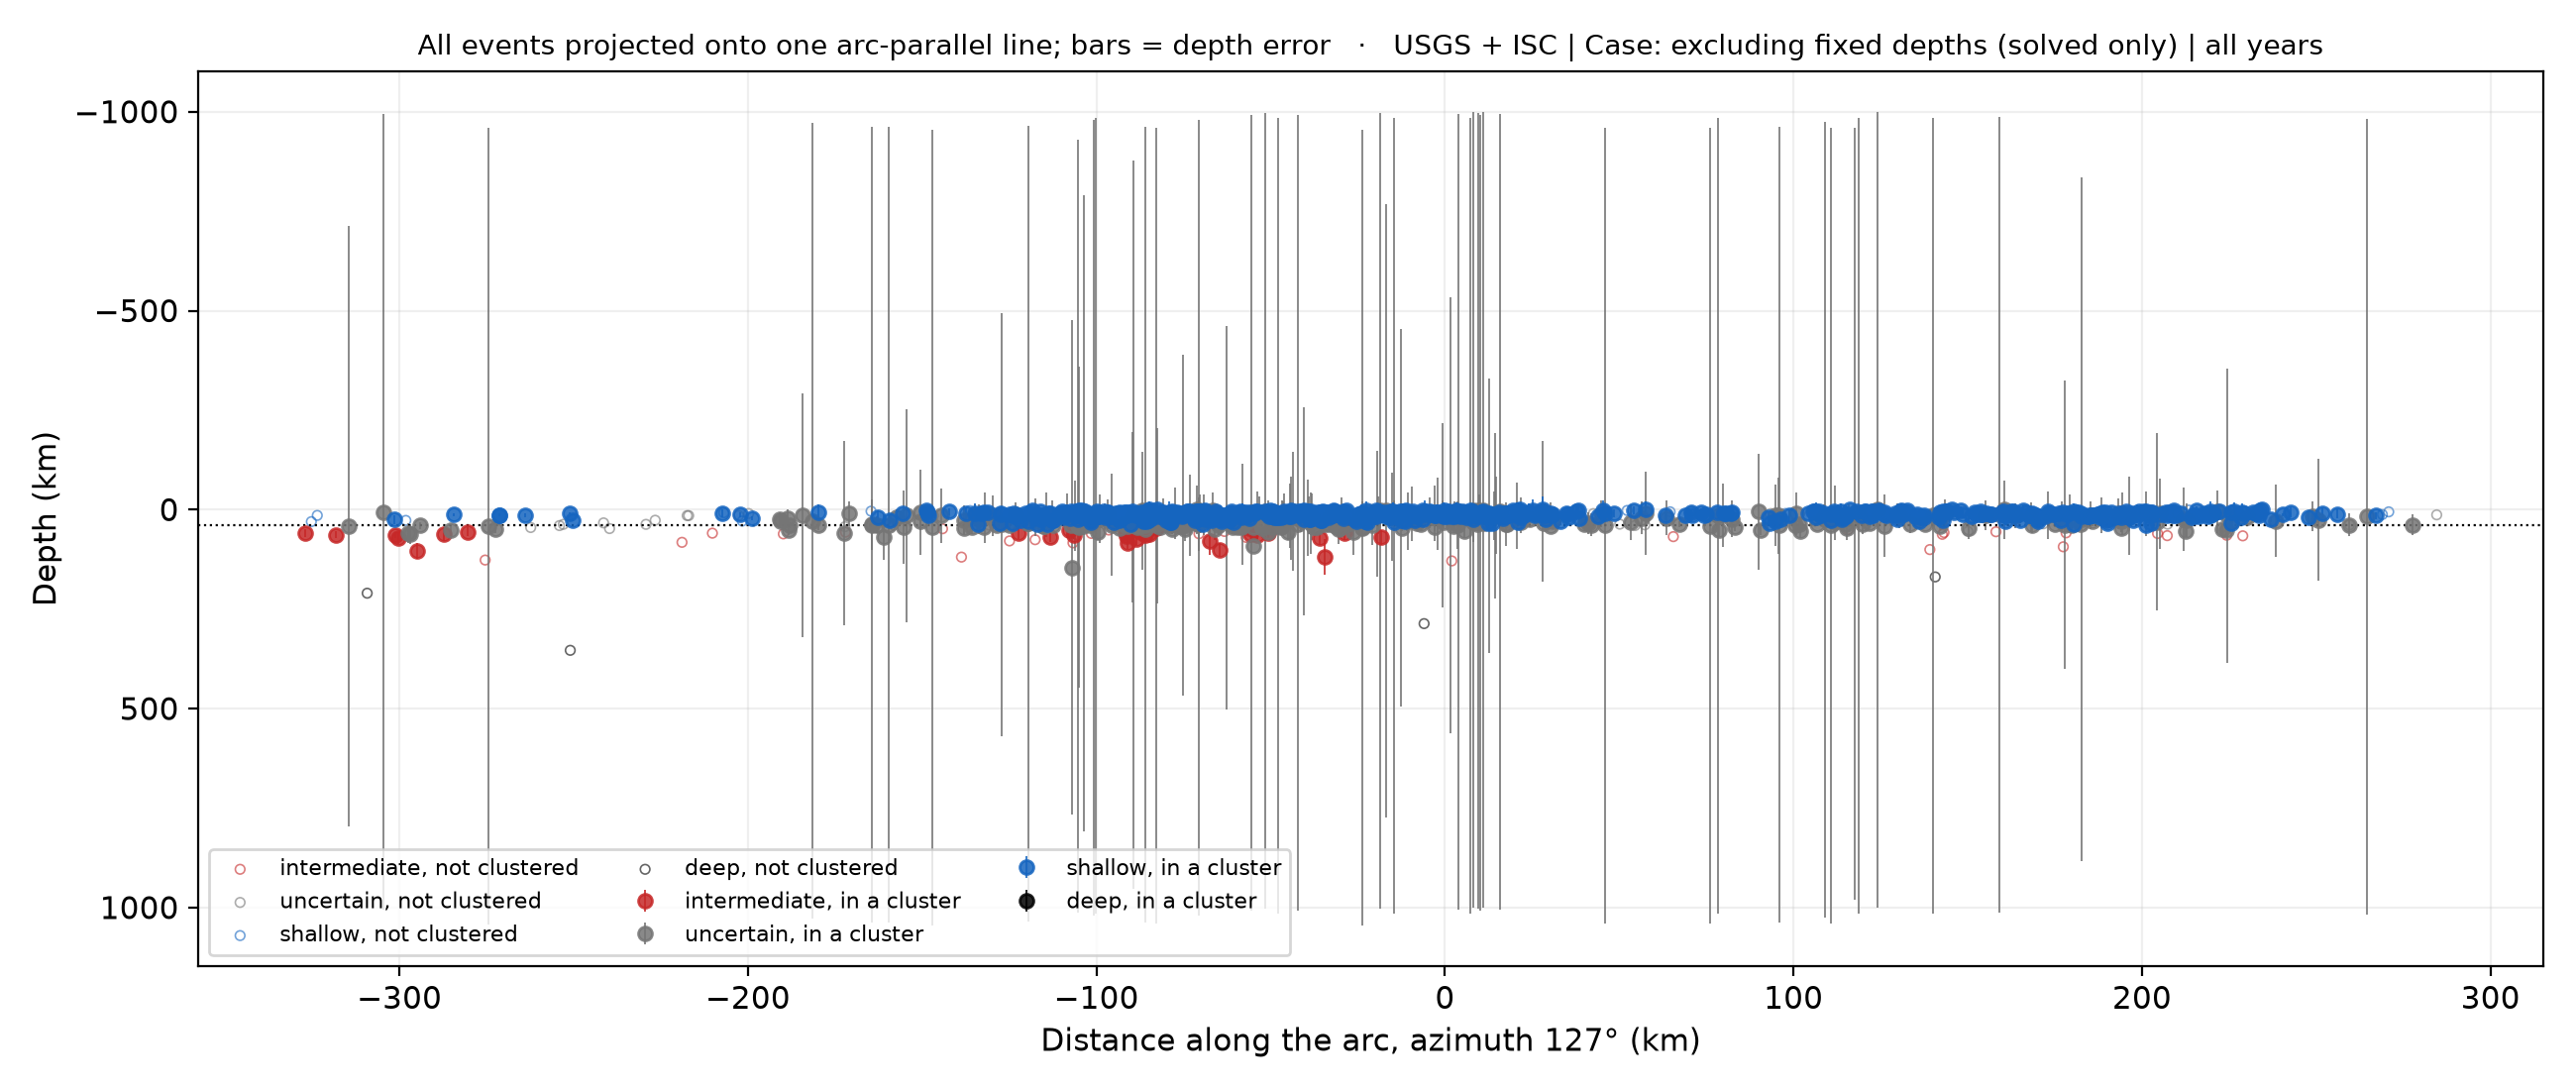 All events projected onto one arc-parallel line; bars = depth error · USGS + ISC | Case: excluding fixed depths (solved only) | all years
−1000
−500
0
500
1000
Depth (km)
intermediate, not clustered
uncertain, not clustered
shallow, not clustered
deep, not clustered
intermediate, in a cluster
uncertain, in a cluster
shallow, in a cluster
deep, in a cluster
−300 −200 −100 0 100 200 300
Distance along the arc, azimuth 127° (km)